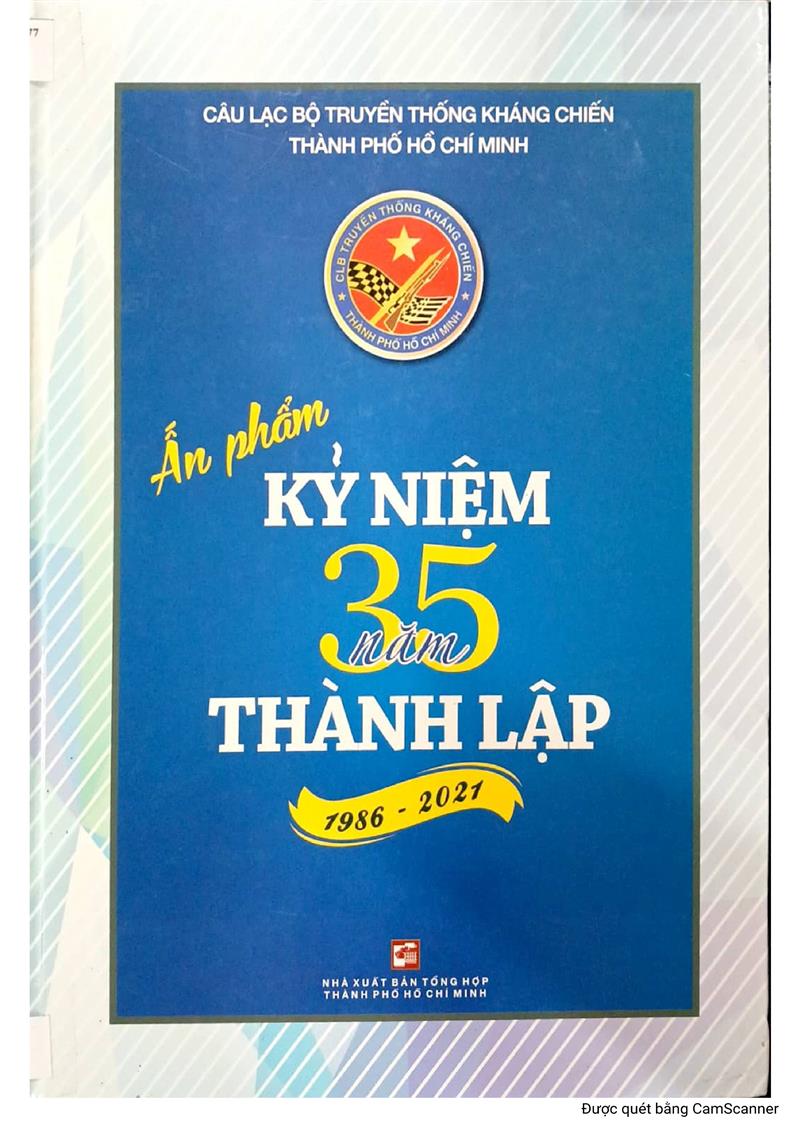 77
CÂU LẠC BỘ TRUYỀN THỐNG KHÁNG CHIẾN
THÀNH PHỐ HỒ CHÍ MINH
CLB TRUYỀN THỐNG KHÁNG CHIẾN
THÀNH PHỐ HỒ CHÍ MINH
Ấn phẩm
KỶ NIỆM
35
năm
THÀNH LẬP
1986 - 2021
NHÀ XUẤT BẢN TỔNG HỢP
THÀNH PHỐ HỒ CHÍ MINH
Được quét bằng CamScanner